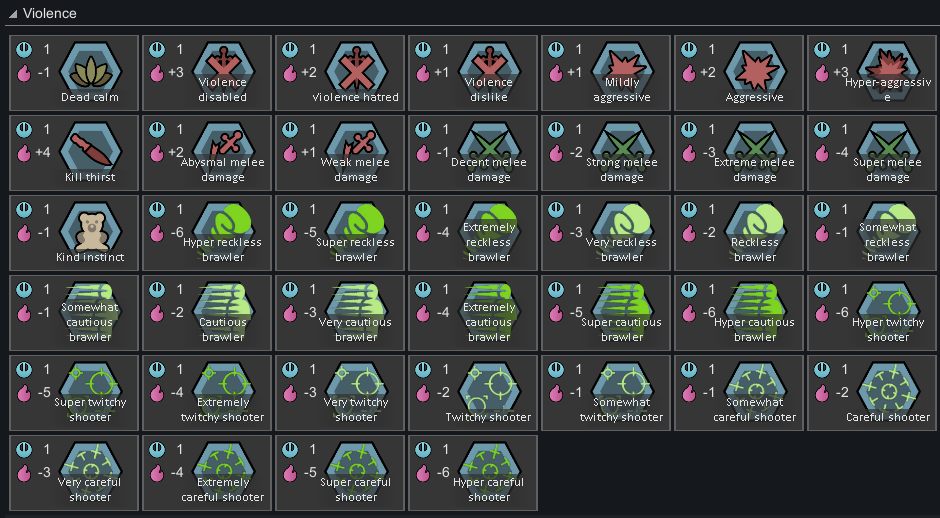 Violence
1
-1
Dead calm
1
+3
Violence
disabled
1
+2
Violence hatred
1
+1
Violence
dislike
1
+1
Mildly
aggressive
1
+2
Aggressive
1
+3
Hyper-aggressiv
e
1
+4
Kill thirst
1
+2
Abysmal melee
damage
1
+1
Weak melee
damage
1
-1
Decent melee
damage
1
-2
Strong melee
damage
1
-3
Extreme melee
damage
1
-4
Super melee
damage
1
-1
Kind instinct
1
-6
Hyper reckless
brawler
1
-5
Super reckless
brawler
1
-4
Extremely
reckless
brawler
1
-3
Very reckless
brawler
1
-2
Reckless
brawler
1
-1
Somewhat
reckless
brawler
1
-1
Somewhat
cautious
brawler
1
-2
Cautious
brawler
1
-3
Very cautious
brawler
1
-4
Extremely
cautious
brawler
1
-5
Super cautious
brawler
1
-6
Hyper cautious
brawler
1
-6
Hyper twitchy
shooter
1
-5
Super twitchy
shooter
1
-4
Extremely
twitchy shooter
1
-3
Very twitchy
shooter
1
-2
Twitchy shooter
1
-1
Somewhat
twitchy shooter
1
-1
Somewhat
careful shooter
1
-2
Careful shooter
1
-3
Very careful
shooter
1
-4
Extremely
careful shooter
1
-5
Super careful
shooter
1
-6
Hyper careful
shooter